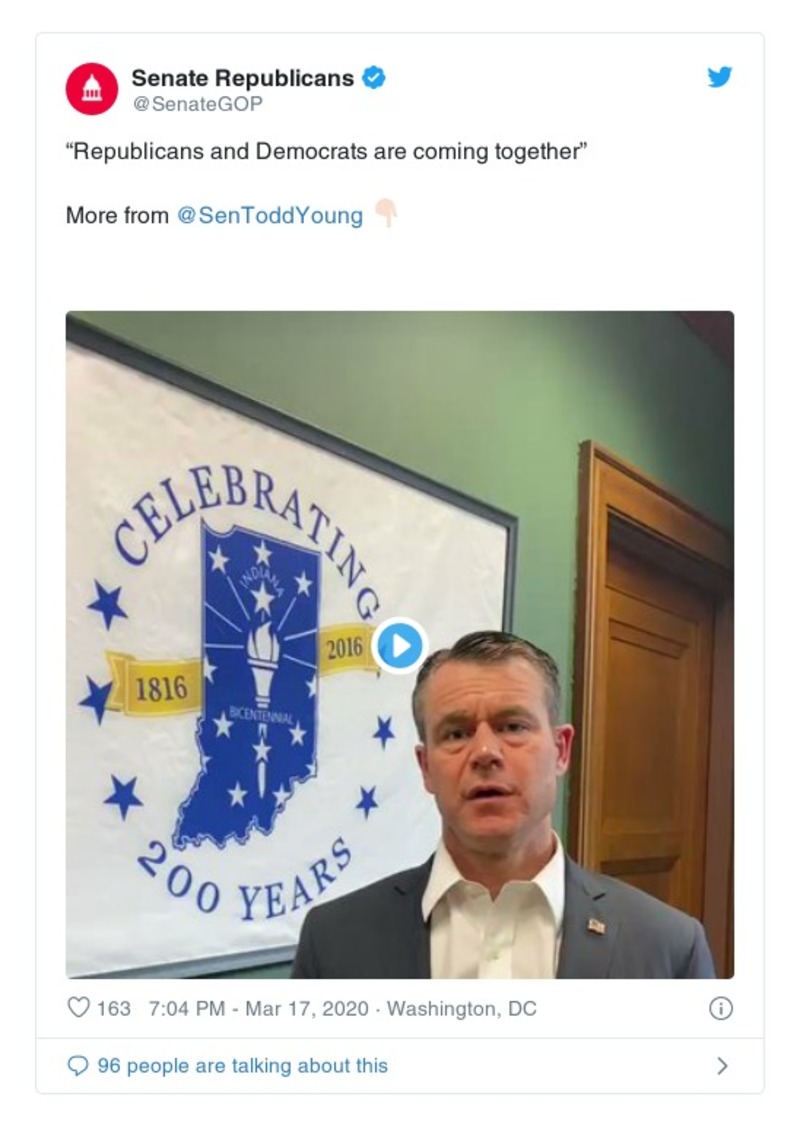 Senate Republicans
@SenateGOP
“Republicans and Democrats are coming together”
More from @SenToddYoung 👇🏻
CELEBRATING
INDIANA
1816
2016
BICENTENNIAL
200 YEARS
163 7:04 PM - Mar 17, 2020 · Washington, DC
96 people are talking about this